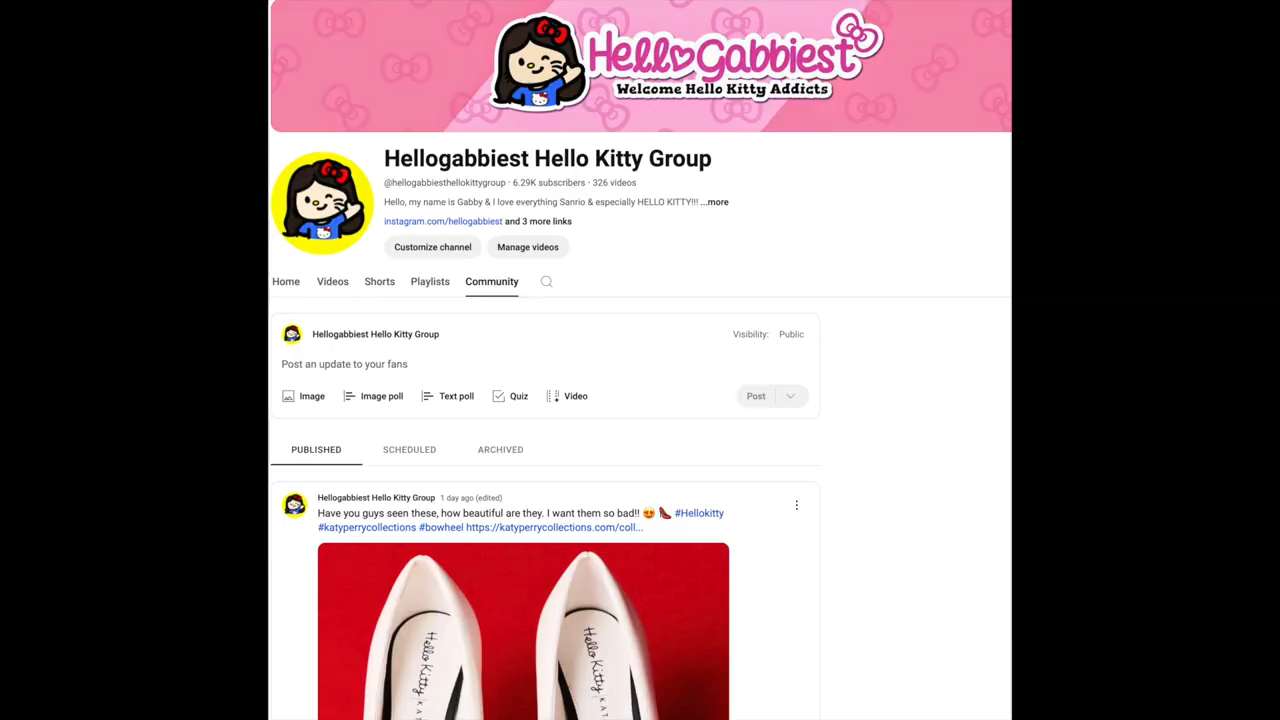 Hello Gabbiest
Welcome Hello Kitty Addicts
Hellogabbiest Hello Kitty Group
@hellogabbiesthellokittygroup · 6.29K subscribers · 326 videos
Hello, my name is Gabby & I love everything Sanrio & especially HELLO KITTY!!! ...more
instagram.com/hellogabbiest and 3 more links
Customize channel Manage videos
Home Videos Shorts Playlists Community
Hellogabbiest Hello Kitty Group Visibility: Public
Post an update to your fans
Image Image poll Text poll Quiz Video Post
PUBLISHED SCHEDULED ARCHIVED
Hellogabbiest Hello Kitty Group 1 day ago (edited)
Have you guys seen these, how beautiful are they. I want them so bad!! 😍 👠 #Hellokitty
#katyperrycollections #bowheel https://katyperrycollections.com/coll...
Hello Kitty | KAT
Hello Kitty | KAT